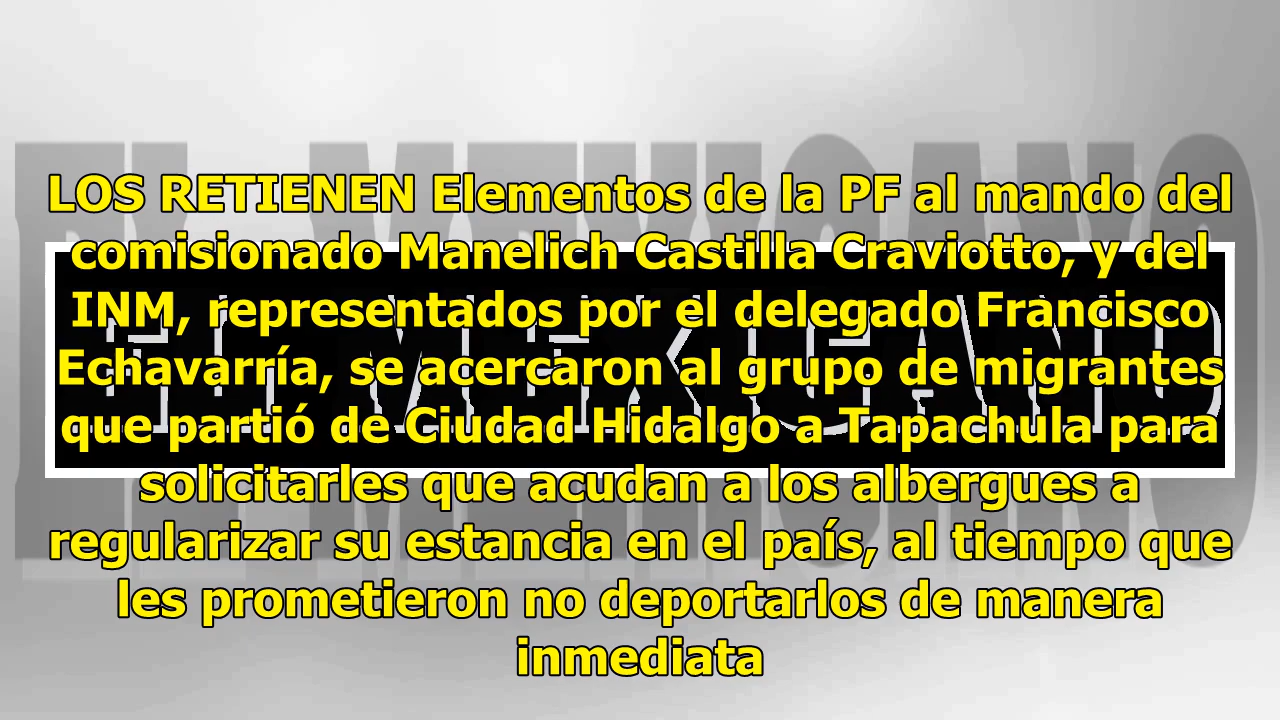 LOS RETIENEN Elementos de la PF al mando del
comisionado Manelich Castilla Craviotto, y del
INM, representados por el delegado Francisco
Echavarría, se acercaron al grupo de migrantes
que partió de Ciudad Hidalgo a Tapachula para
solicitarles que acudan a los albergues a
regularizar su estancia en el país, al tiempo que
les prometieron no deportarlos de manera
inmediata
EL MEXICANO